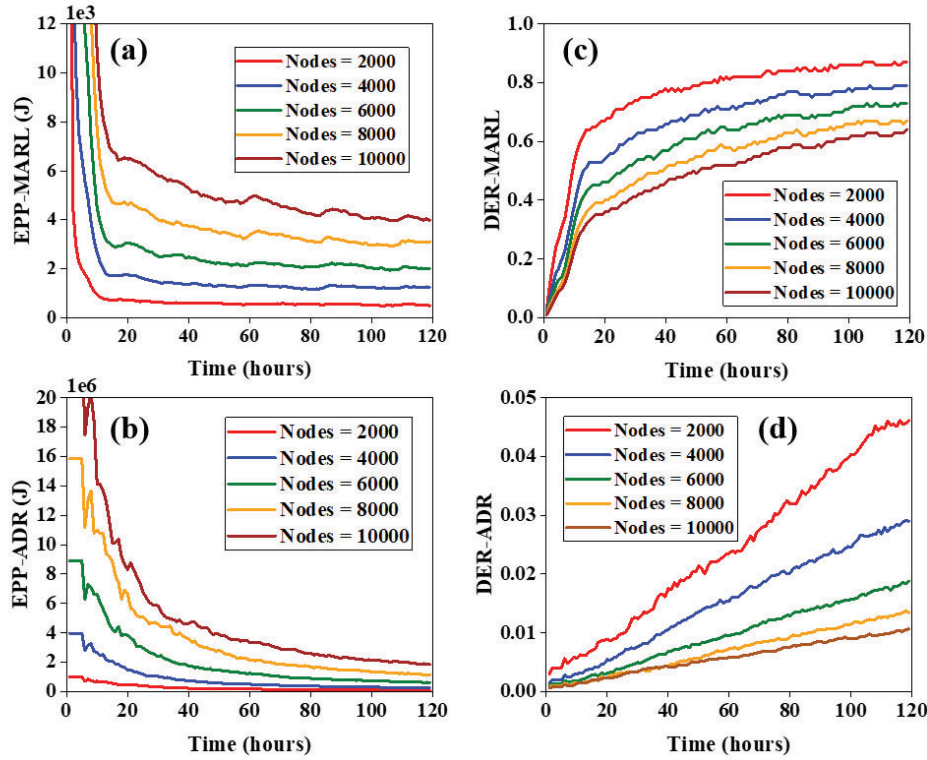 1e3
12
10
8
6
4
2
0
EPP-MARL (J)
(a)
Nodes = 2000
Nodes = 4000
Nodes = 6000
Nodes = 8000
Nodes = 10000
0 20 40 60 80 100 120
Time (hours)
1.0
0.8
0.6
0.4
0.2
0.0
DER-MARL
(c)
Nodes = 2000
Nodes = 4000
Nodes = 6000
Nodes = 8000
Nodes = 10000
0 20 40 60 80 100 120
Time (hours)
1e6
20
18
16
14
12
10
8
6
4
2
0
EPP-ADR (J)
(b)
Nodes = 2000
Nodes = 4000
Nodes = 6000
Nodes = 8000
Nodes = 10000
0 20 40 60 80 100 120
Time (hours)
0.05
0.04
0.03
0.02
0.01
0.00
DER-ADR
(d)
Nodes = 2000
Nodes = 4000
Nodes = 6000
Nodes = 8000
Nodes = 10000
0 20 40 60 80 100 120
Time (hours)